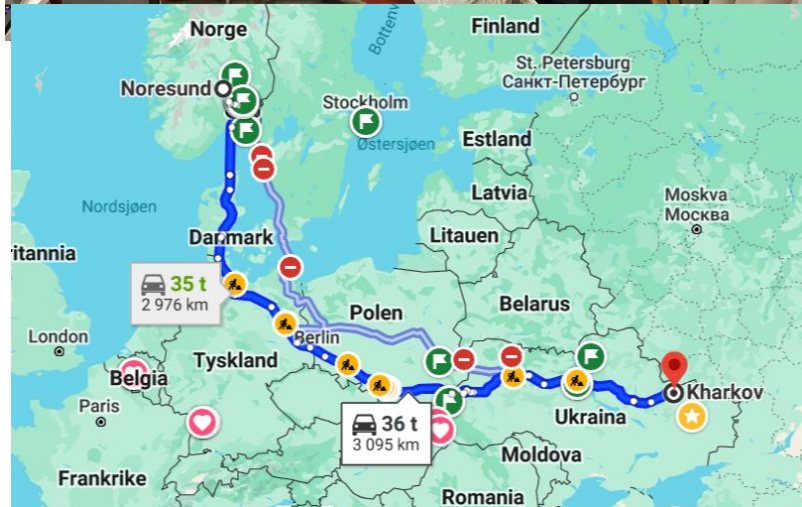 Norge
Finland
Bottenv
Noresund
St. Petersburg
Санкт-Петербург
Stockholm
Østersjøen
Estland
Nordsjøen
Latvia
Moskva
Москва
Danmark
Litauen
ritannia
35 t
2 976 km
Polen
Belarus
London
Berlin
Tyskland
Belgia
Kharkov
Paris
36 t
3 095 km
Ukraina
Moldova
Frankrike
Romania